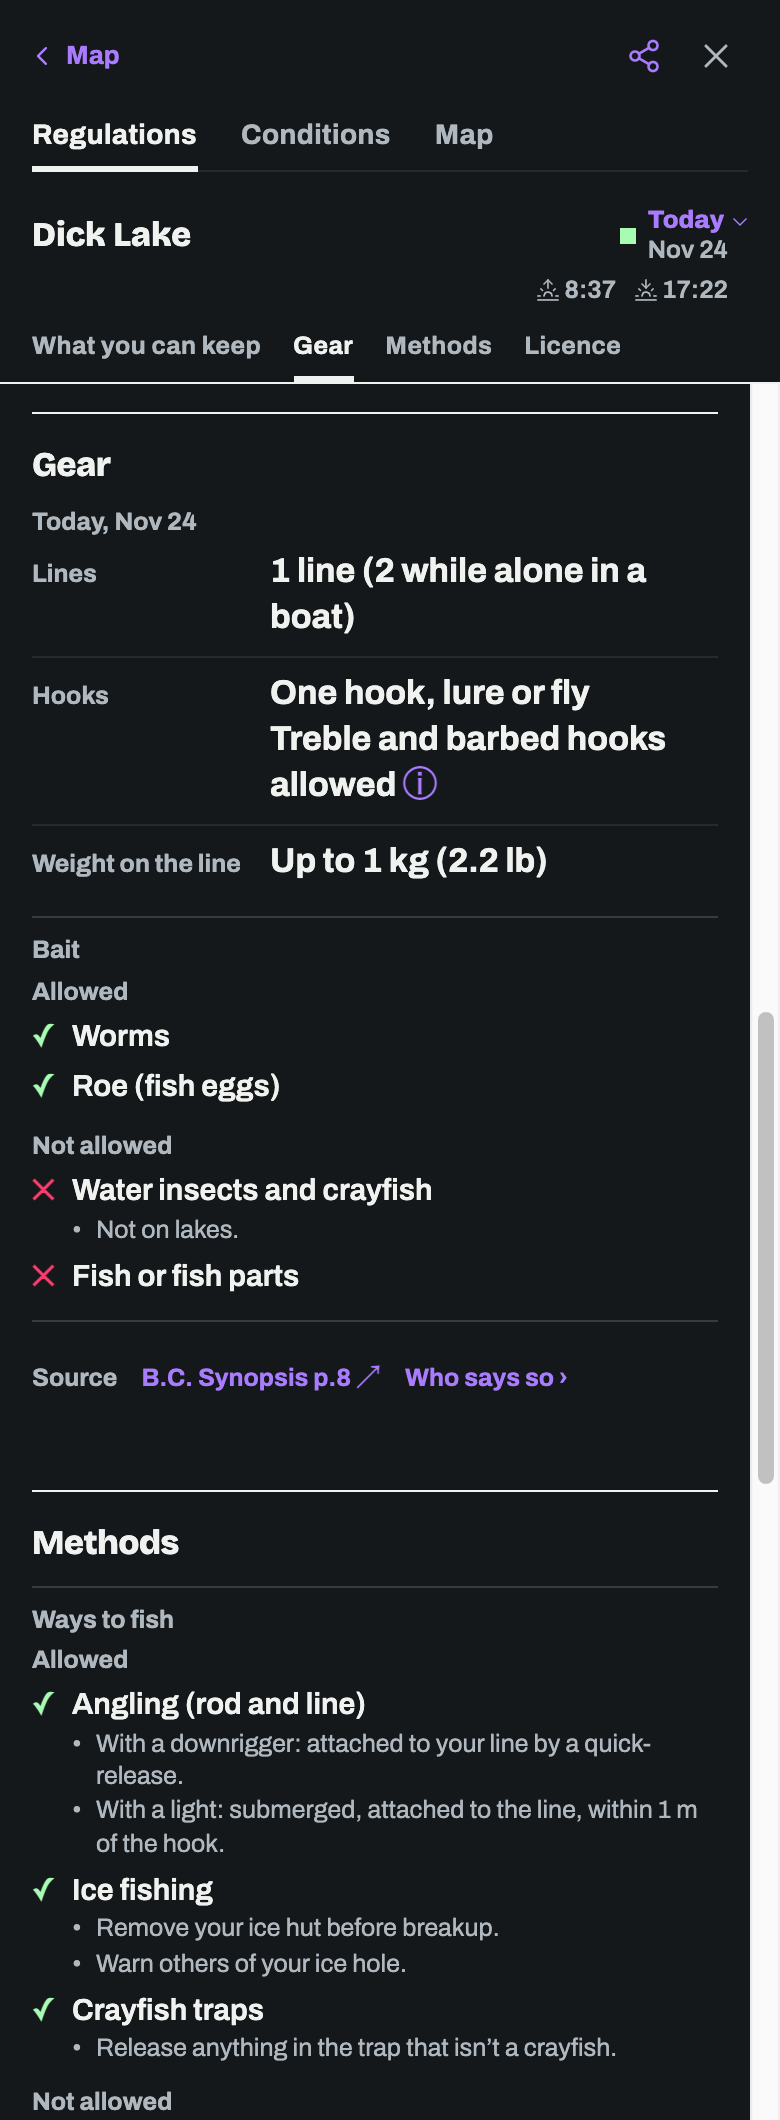 Map
Regulations Conditions Map
Dick Lake
Today
Nov 24
8:37 17:22
What you can keep Gear Methods Licence
Gear
Today, Nov 24
Lines 1 line (2 while alone in a
boat)
Hooks One hook, lure or fly
Treble and barbed hooks
allowed ⓘ
Weight on the line Up to 1 kg (2.2 lb)
Bait
Allowed
✓ Worms
✓ Roe (fish eggs)
Not allowed
✕ Water insects and crayfish
• Not on lakes.
✕ Fish or fish parts
Source B.C. Synopsis p.8 ↗ Who says so ›
Methods
Ways to fish
Allowed
✓ Angling (rod and line)
• With a downrigger: attached to your line by a quick-
release.
• With a light: submerged, attached to the line, within 1 m
of the hook.
✓ Ice fishing
• Remove your ice hut before breakup.
• Warn others of your ice hole.
✓ Crayfish traps
• Release anything in the trap that isn’t a crayfish.
Not allowed